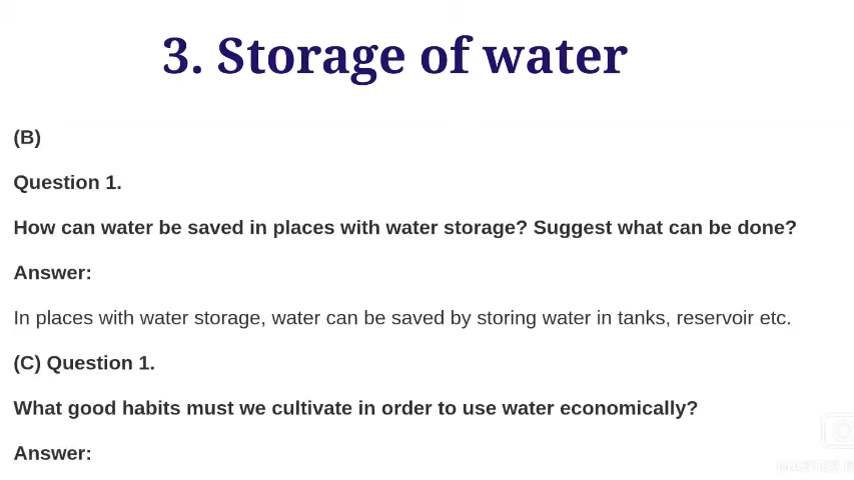 3. Storage of water
(B)
Question 1.
How can water be saved in places with water storage? Suggest what can be done?
Answer:
In places with water storage, water can be saved by storing water in tanks, reservoir etc.
(C) Question 1.
What good habits must we cultivate in order to use water economically?
Answer: